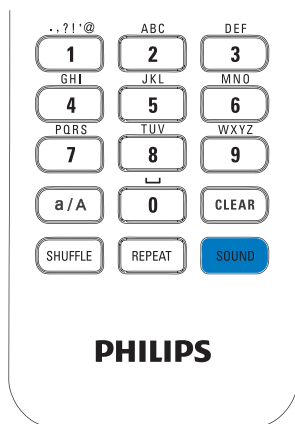 .,?!'@ ABC DEF
1 2 3
GHI JKL MNO
4 5 6
PQRS TUV WXYZ
7 8 9
a/A 0 CLEAR
SHUFFLE REPEAT SOUND
PHILIPS